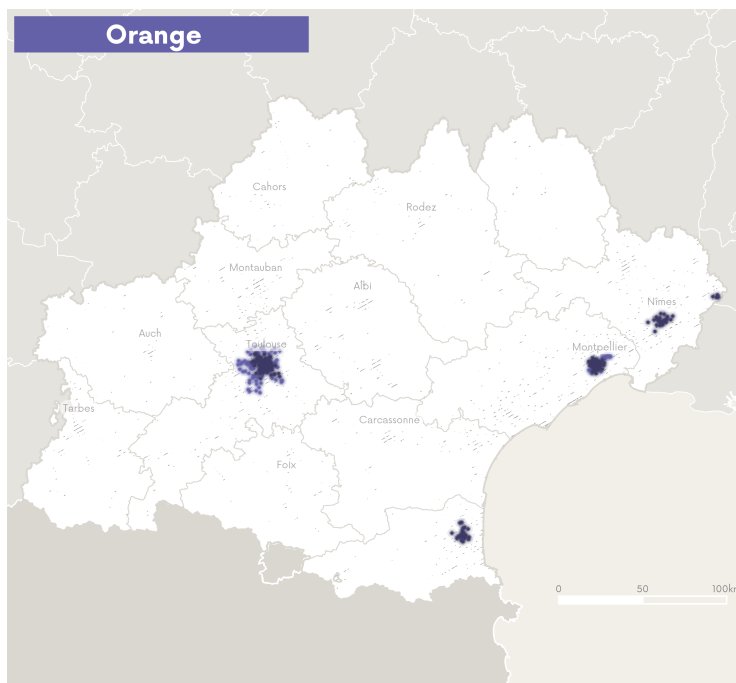 Orange
Cahors
Rodez
Montauban
Albi
Nîmes
Auch
Toulouse
Montpellier
Tarbes
Carcassonne
Foix
0 50 100km